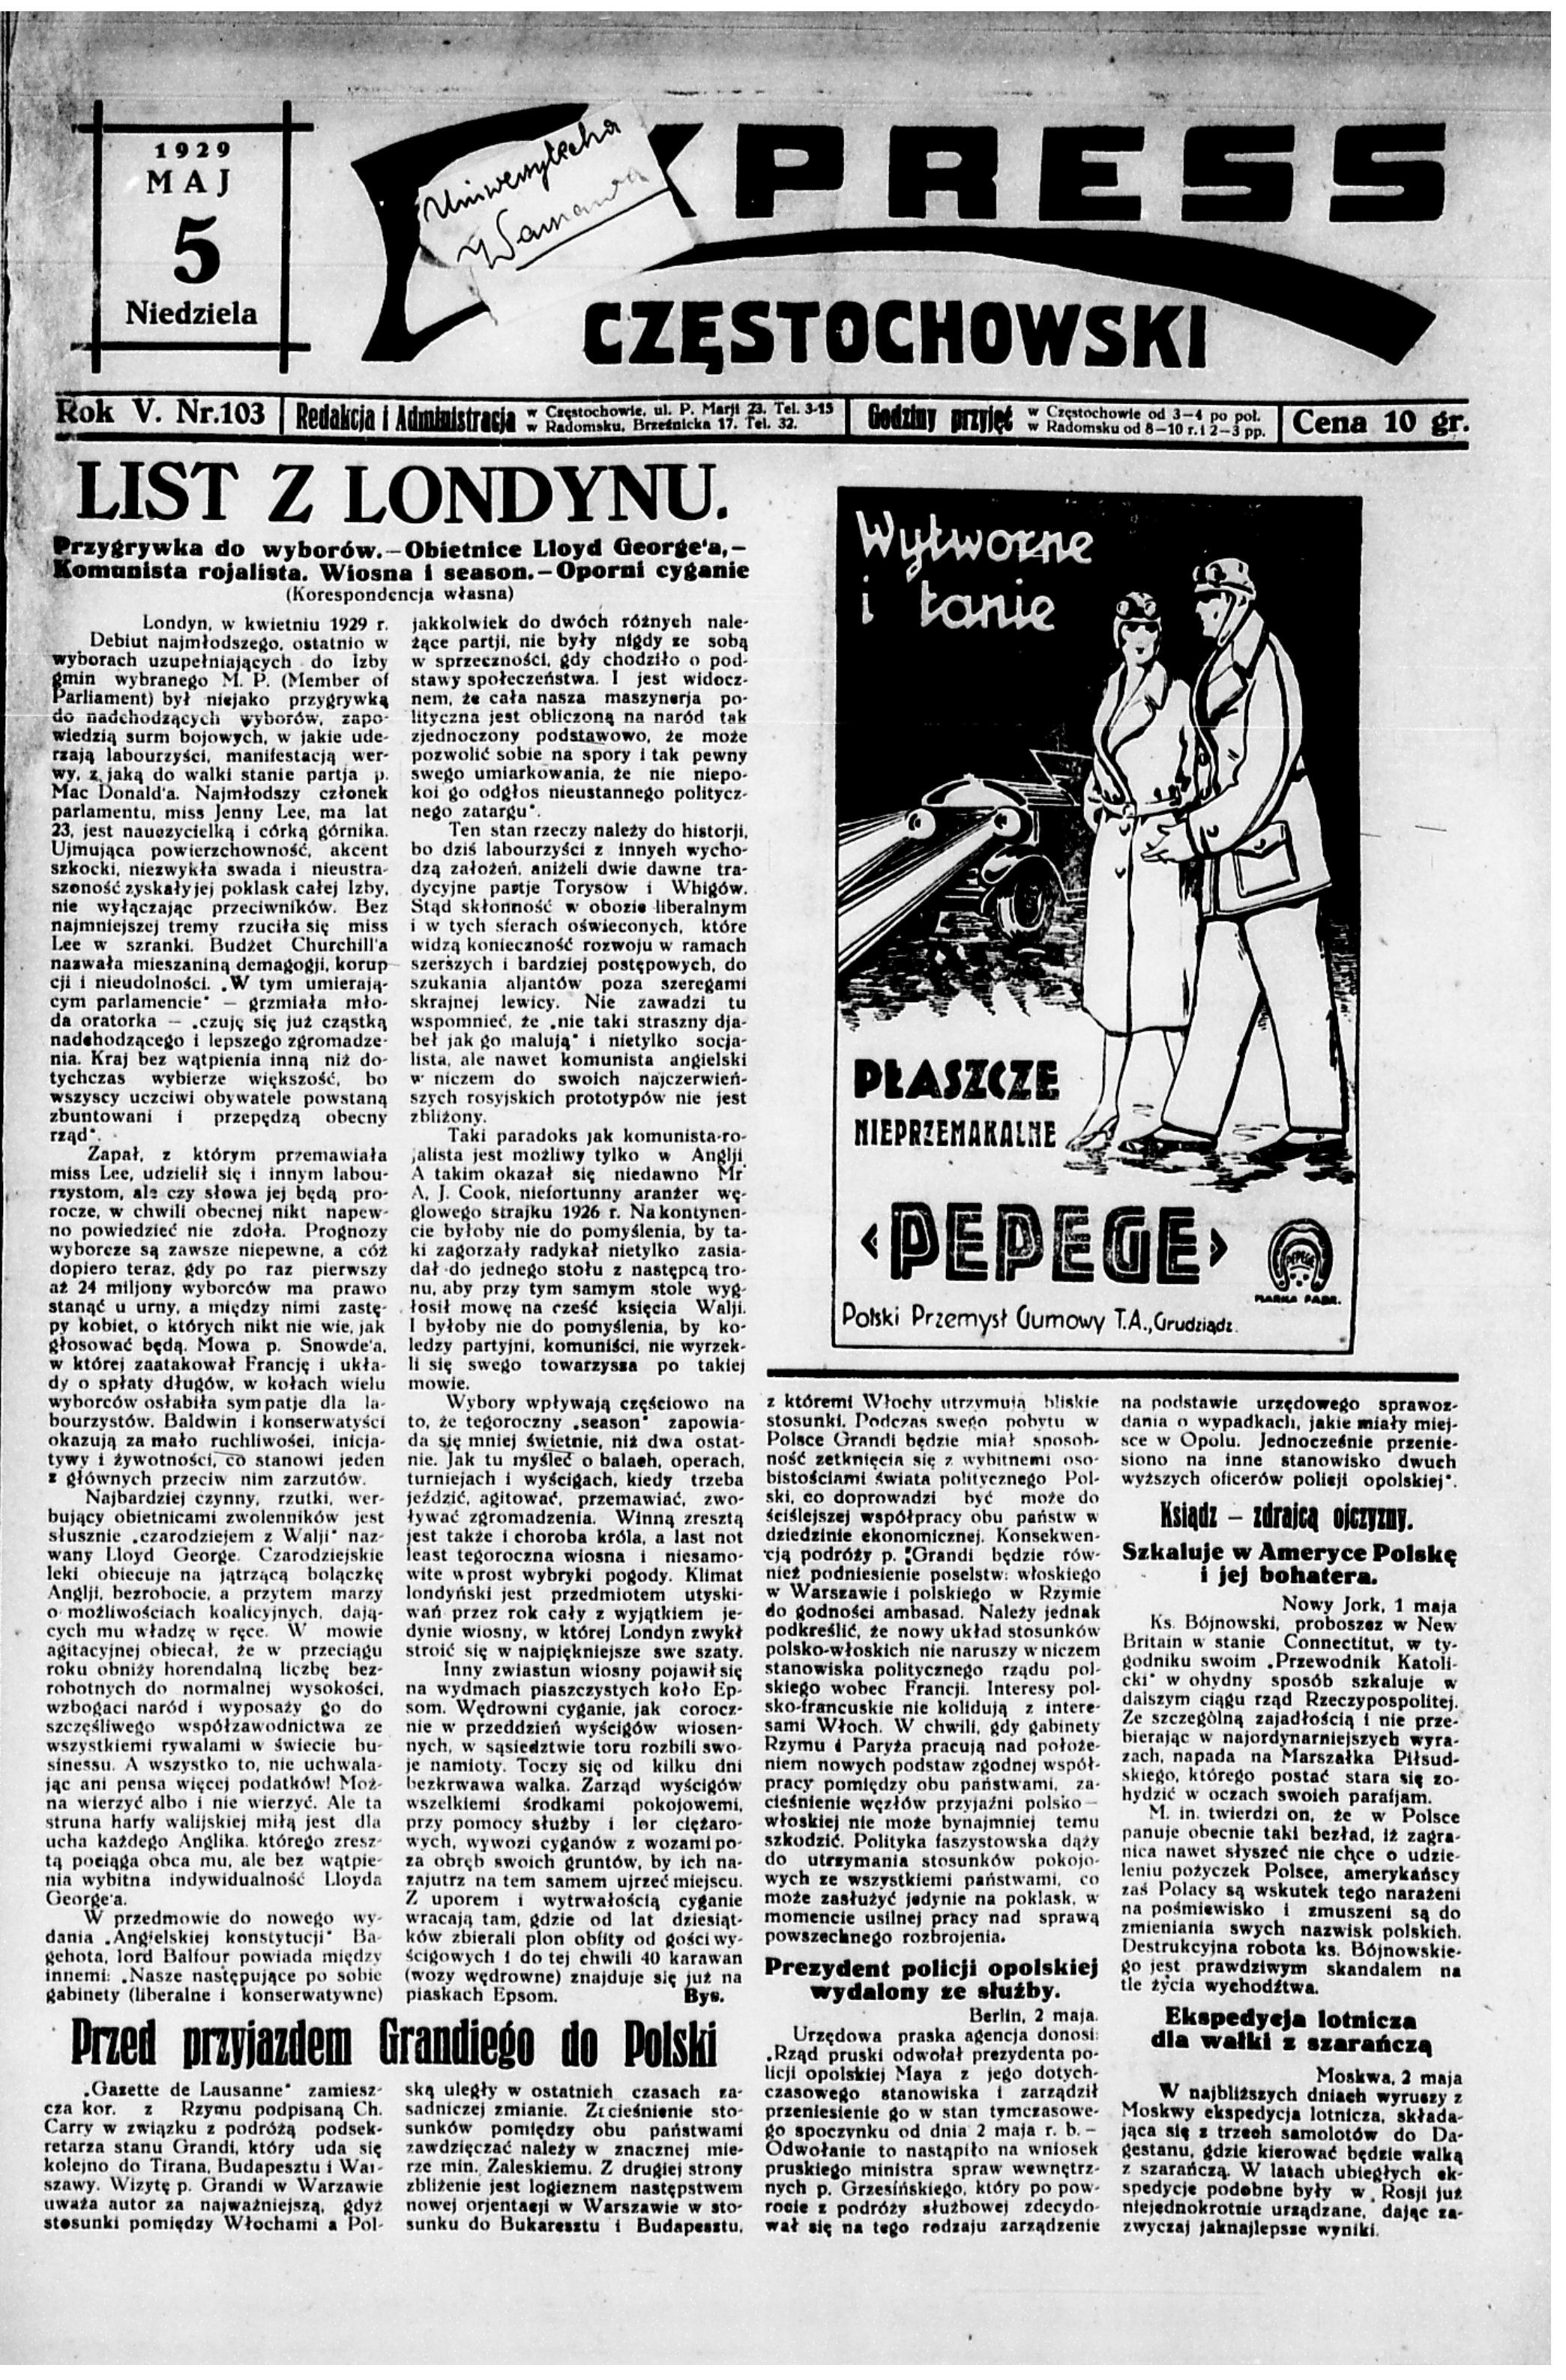 1929
MAJ
5
Niedziela
EXPRESS
Uniwersytecka
Warszawa
CZĘSTOCHOWSKI
Rok V. Nr.103
Redakcja i Administracja
w Częstochowie, ul. P. Marji 23. Tel. 3-15
w Radomsku, Brzeźnicka 17. Tel. 32.
Godziny przyjęć
w Częstochowie od 3—4 po poł.
w Radomsku od 8—10 r. i 2—3 pp.
Cena 10 gr.
LIST Z LONDYNU.
Przygrywka do wyborów.—Obietnice Lloyd George'a,—
Komunista rojalista. Wiosna i season.—Oporni cyganie
(Korespondencja własna)
Londyn, w kwietniu 1929 r.
Debiut najmłodszego, ostatnio w
wyborach uzupełniających do Izby
gmin wybranego M. P. (Member of
Parliament) był niejako przygrywką
do nadchodzących wyborów, zapo-
wiedzią surm bojowych, w jakie ude-
rzają labourzyści, manifestacją wer-
wy, z jaką do walki stanie partja p.
Mac Donald'a. Najmłodszy członek
parlamentu, miss Jenny Lee, ma lat
23, jest nauczycielką i córką górnika.
Ujmująca powierzchowność, akcent
szkocki, niezwykła swada i nieustra-
szoność zyskały jej poklask całej Izby,
nie wyłączając przeciwników. Bez
najmniejszej tremy rzuciła się miss
Lee w szranki. Budżet Churchill'a
nazwała mieszaniną demagogji, korup-
cji i nieudolności. „W tym umierają-
cym parlamencie" — grzmiała mło-
da oratorka — „czuję się już cząstką
nadchodzącego i lepszego zgromadze-
nia. Kraj bez wątpienia inną niż do-
tychczas wybierze większość, bo
wszyscy uczciwi obywatele powstaną
zbuntowani i przepędzą obecny
rząd".
Zapał, z którym przemawiała
miss Lee, udzielił się i innym labou-
rzystom, ale czy słowa jej będą pro-
rocze, w chwili obecnej nikt napew-
no powiedzieć nie zdoła. Prognozy
wyborcze są zawsze niepewne, a cóż
dopiero teraz, gdy po raz pierwszy
aż 24 miljony wyborców ma prawo
stanąć u urny, a między nimi zastę-
py kobiet, o których nikt nie wie, jak
głosować będą. Mowa p. Snowde'a,
w której zaatakował Francję i ukła-
dy o spłaty długów, w kołach wielu
wyborców osłabiła sympatje dla la-
bourzystów. Baldwin i konserwatyści
okazują za mało ruchliwości, inicja-
tywy i żywotności, co stanowi jeden
z głównych przeciw nim zarzutów.
Najbardziej czynny, rzutki, wer-
bujący obietnicami zwolenników jest
słusznie „czarodziejem z Walji" naz-
wany Lloyd George. Czarodziejskie
leki obiecuje na jątrzącą bolączkę
Anglji, bezrobocie, a przytem marzy
o możliwościach koalicyjnych, dają-
cych mu władzę w ręce. W mowie
agitacyjnej obiecał, że w przeciągu
roku obniży horendalną liczbę bez-
robotnych do normalnej wysokości,
wzbogaci naród i wyposaży go do
szczęśliwego współzawodnictwa ze
wszystkiemi rywalami w świecie bu-
sinessu. A wszystko to, nie uchwala-
jąc ani pensa więcej podatków! Moż-
na wierzyć albo i nie wierzyć. Ale ta
struna harfy walijskiej miłą jest dla
ucha każdego Anglika, którego zresz-
tą pociąga obca mu, ale bez wątpie-
nia wybitna indywidualność Lloyda
George'a.
W przedmowie do nowego wy-
dania „Angielskiej konstytucji" Ba-
gehota, lord Balfour powiada między
innemi: „Nasze następujące po sobie
gabinety (liberalne i konserwatywne)
jakkolwiek do dwóch różnych nale-
żące partji, nie były nigdy ze sobą
w sprzeczności, gdy chodziło o pod-
stawy społeczeństwa. I jest widocz-
nem, że cała nasza maszynerja po-
lityczna jest obliczoną na naród tak
zjednoczony podstawowo, że może
pozwolić sobie na spory i tak pewny
swego umiarkowania, że nie niepo-
koi go odgłos nieustannego politycz-
nego zatargu".
Ten stan rzeczy należy do historji,
bo dziś labourzyści z innych wycho-
dzą założeń, aniżeli dwie dawne tra-
dycyjne partje Torysów i Whigów.
Stąd skłonność w obozie liberalnym
i w tych sferach oświeconych, które
widzą konieczność rozwoju w ramach
szerszych i bardziej postępowych, do
szukania aljantów poza szeregami
skrajnej lewicy. Nie zawadzi tu
wspomnieć, że „nie taki straszny dja-
beł jak go malują" i nietylko socja-
lista, ale nawet komunista angielski
w niczem do swoich najczerwień-
szych rosyjskich prototypów nie jest
zbliżony.
Taki paradoks jak komunista-ro-
jalista jest możliwy tylko w Anglji
A takim okazał się niedawno Mr
A. J. Cook, niefortunny aranżer wę-
glowego strajku 1926 r. Na kontynen-
cie byłoby nie do pomyślenia, by ta-
ki zagorzały radykał nietylko zasia-
dał do jednego stołu z następcą tro-
nu, aby przy tym samym stole wyg-
łosił mowę na cześć księcia Walji.
I byłoby nie do pomyślenia, by ko-
ledzy partyjni, komuniści, nie wyrzek-
li się swego towarzysza po takiej
mowie.
Wybory wpływają częściowo na
to, że tegoroczny „season" zapowia-
da się mniej świetnie, niż dwa ostat-
nie. Jak tu myśleć o balach, operach,
turniejach i wyścigach, kiedy trzeba
jeździć, agitować, przemawiać, zwo-
ływać zgromadzenia. Winną zresztą
jest także i choroba króla, a last not
least tegoroczna wiosna i niesamo-
wite wprost wybryki pogody. Klimat
londyński jest przedmiotem utyski-
wań przez rok cały z wyjątkiem je-
dynie wiosny, w której Londyn zwykł
stroić się w najpiękniejsze swe szaty.
Inny zwiastun wiosny pojawił się
na wydmach piaszczystych koło Ep-
som. Wędrowni cyganie, jak corocz-
nie w przeddzień wyścigów wiosen-
nych, w sąsiedztwie toru rozbili swo-
je namioty. Toczy się od kilku dni
bezkrwawa walka. Zarząd wyścigów
wszelkiemi środkami pokojowemi,
przy pomocy służby i lor ciężaro-
wych, wywozi cyganów z wozami po-
za obręb swoich gruntów, by ich na-
zajutrz na tem samem ujrzeć miejscu.
Z uporem i wytrwałością cyganie
wracają tam, gdzie od lat dziesiąt-
ków zbierali plon obfity od gości wy-
ścigowych i do tej chwili 40 karawan
(wozy wędrowne) znajduje się już na
piaskach Epsom. Bys.
Wytworne
i tanie
PŁASZCZE
NIEPRZEMAKALNE
«PEPEGE»
PEPEGE
MARKA FABR.
Polski Przemysł Gumowy T.A., Grudziądz.
Przed przyjazdem Grandiego do Polski
„Gazette de Lausanne" zamiesz-
cza kor. z Rzymu podpisaną Ch.
Carry w związku z podróżą podsek-
retarza stanu Grandi, który uda się
kolejno do Tirana, Budapesztu i War-
szawy. Wizytę p. Grandi w Warzawie
uważa autor za najważniejszą, gdyż
stosunki pomiędzy Włochami a Pol-
ską uległy w ostatnich czasach za-
sadniczej zmianie. Zacieśnienie sto-
sunków pomiędzy obu państwami
zawdzięczać należy w znacznej mie-
rze min. Zaleskiemu. Z drugiej strony
zbliżenie jest logicznem następstwem
nowej orjentacji w Warszawie w sto-
sunku do Bukaresztu i Budapesztu,
z któremi Włochy utrzymują bliskie
stosunki. Podczas swego pobytu w
Polsce Grandi będzie miał sposob-
ność zetknięcia się z wybitnemi oso-
bistościami świata politycznego Pol-
ski, co doprowadzi być może do
ściślejszej współpracy obu państw w
dziedzinie ekonomicznej. Konsekwen-
cją podróży p. Grandi będzie rów-
nież podniesienie poselstw: włoskiego
w Warszawie i polskiego w Rzymie
do godności ambasad. Należy jednak
podkreślić, że nowy układ stosunków
polsko-włoskich nie naruszy w niczem
stanowiska politycznego rządu pol-
skiego wobec Francji. Interesy pol-
sko-francuskie nie kolidują z intere-
sami Włoch. W chwili, gdy gabinety
Rzymu i Paryża pracują nad położe-
niem nowych podstaw zgodnej współ-
pracy pomiędzy obu państwami, za-
cieśnienie węzłów przyjaźni polsko—
włoskiej nie może bynajmniej temu
szkodzić. Polityka faszystowska dąży
do utrzymania stosunków pokojo-
wych ze wszystkiemi państwami, co
może zasłużyć jedynie na poklask, w
momencie usilnej pracy nad sprawą
powszechnego rozbrojenia.
Prezydent policji opolskiej
wydalony ze służby.
Berlin, 2 maja.
Urzędowa praska agencja donosi:
„Rząd pruski odwołał prezydenta po-
licji opolskiej Maya z jego dotych-
czasowego stanowiska i zarządził
przeniesienie go w stan tymczasowe-
go spoczynku od dnia 2 maja r. b.—
Odwołanie to nastąpiło na wniosek
pruskiego ministra spraw wewnętrz-
nych p. Grzesińskiego, który po pow-
rocie z podróży służbowej zdecydo-
wał się na tego rodzaju zarządzenie
na podstawie urzędowego sprawoz-
dania o wypadkach, jakie miały miej-
sce w Opolu. Jednocześnie przenie-
siono na inne stanowisko dwuch
wyższych oficerów policji opolskiej".
Ksiądz — zdrajcą ojczyzny.
Szkaluje w Ameryce Polskę
i jej bohatera.
Nowy Jork, 1 maja
Ks. Bójnowski, proboszcz w New
Britain w stanie Connectitut, w ty-
godniku swoim „Przewodnik Katoli-
cki" w ohydny sposób szkaluje w
dalszym ciągu rząd Rzeczypospolitej.
Ze szczególną zajadłością i nie prze-
bierając w najordynarniejszych wyra-
zach, napada na Marszałka Piłsud-
skiego, którego postać stara się zo-
hydzić w oczach swoich parafjam.
M. in. twierdzi on, że w Polsce
panuje obecnie taki bezład, iż zagra-
nica nawet słyszeć nie chce o udzie-
leniu pożyczek Polsce, amerykańscy
zaś Polacy są wskutek tego narażeni
na pośmiewisko i zmuszeni są do
zmieniania swych nazwisk polskich.
Destrukcyjna robota ks. Bójnowskie-
go jest prawdziwym skandalem na
tle życia wychodźtwa.
Ekspedycja lotnicza
dla walki z szarańczą
Moskwa, 2 maja
W najbliższych dniach wyruszy z
Moskwy ekspedycja lotnicza, składa-
jąca się z trzech samolotów do Da-
gestanu, gdzie kierować będzie walką
z szarańczą. W latach ubiegłych ek-
spedycje podobne były w Rosji już
niejednokrotnie urządzane, dając za-
zwyczaj jaknajlepsze wyniki.